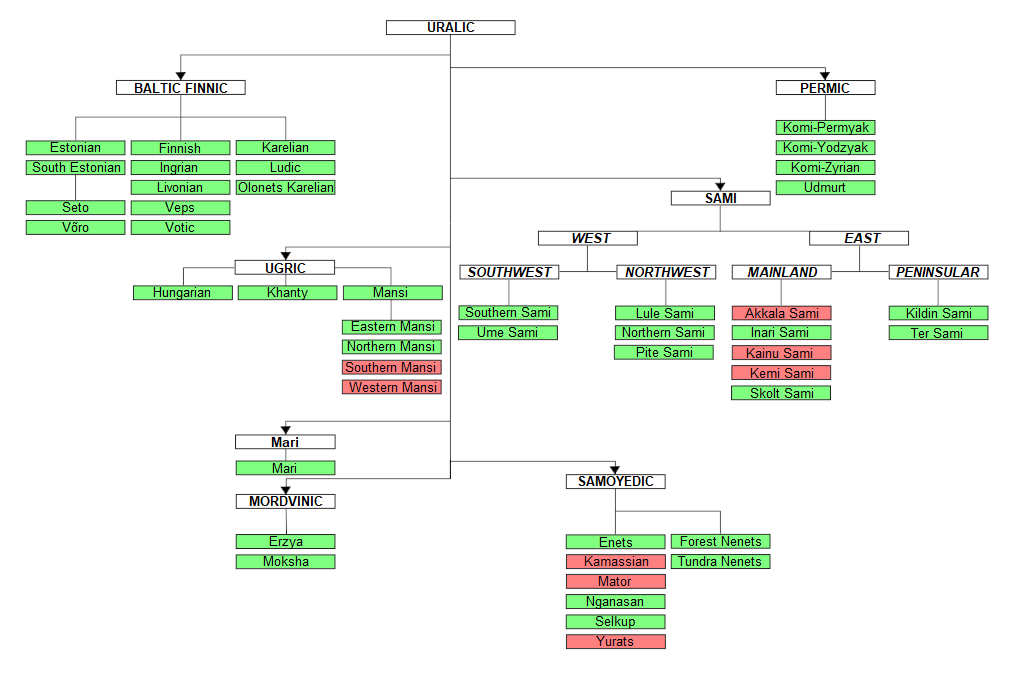 URALIC
BALTIC FINNIC
Estonian
South Estonian
Seto
Võro
Finnish
Ingrian
Livonian
Veps
Votic
Karelian
Ludic
Olonets Karelian
PERMIC
Komi-Permyak
Komi-Yodzyak
Komi-Zyrian
Udmurt
SAMI
WEST
SOUTHWEST
Southern Sami
Ume Sami
NORTHWEST
Lule Sami
Northern Sami
Pite Sami
EAST
MAINLAND
Akkala Sami
Inari Sami
Kainu Sami
Kemi Sami
Skolt Sami
PENINSULAR
Kildin Sami
Ter Sami
UGRIC
Hungarian
Khanty
Mansi
Eastern Mansi
Northern Mansi
Southern Mansi
Western Mansi
Mari
Mari
MORDVINIC
Erzya
Moksha
SAMOYEDIC
Enets
Kamassian
Mator
Nganasan
Selkup
Yurats
Forest Nenets
Tundra Nenets